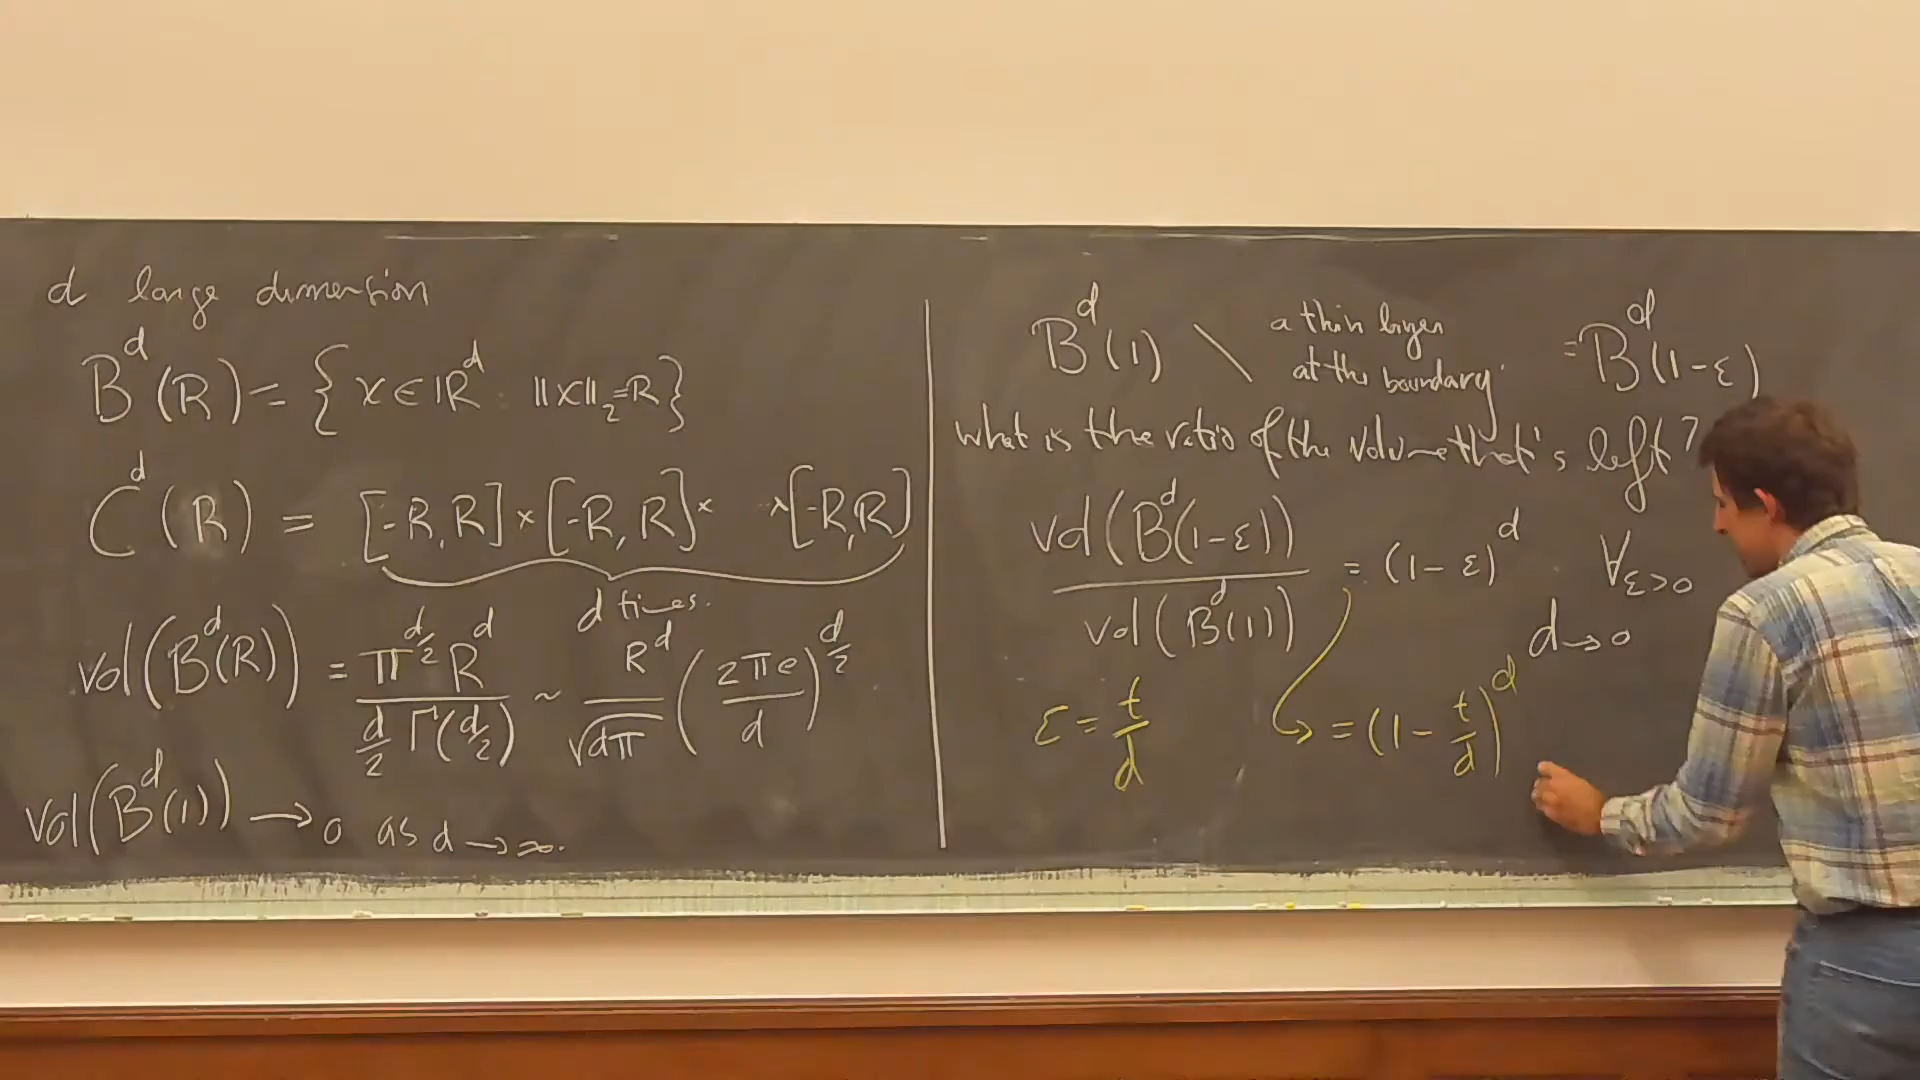 d large dimension
B^d(R) = { x ∈ ℝ^d : ||x||_2 = R }
C^d(R) = [-R,R] × [-R,R] × × [-R,R]
d times.
vol(B^d(R)) = π^{d/2} R^d / (d/2 Γ(d/2)) ~ R^d / √(dπ) (2πe / d)^{d/2}
vol(B^d(1)) → 0 as d → ∞.
B^d(1) \ a thin layer at the boundary = B^d(1-ε)
what is the ratio of the volume that's left?
vol(B^d(1-ε)) / vol(B^d(1)) = (1-ε)^d ∀ε>0
d → 0
ε = t/d → = (1 - t/d)^d